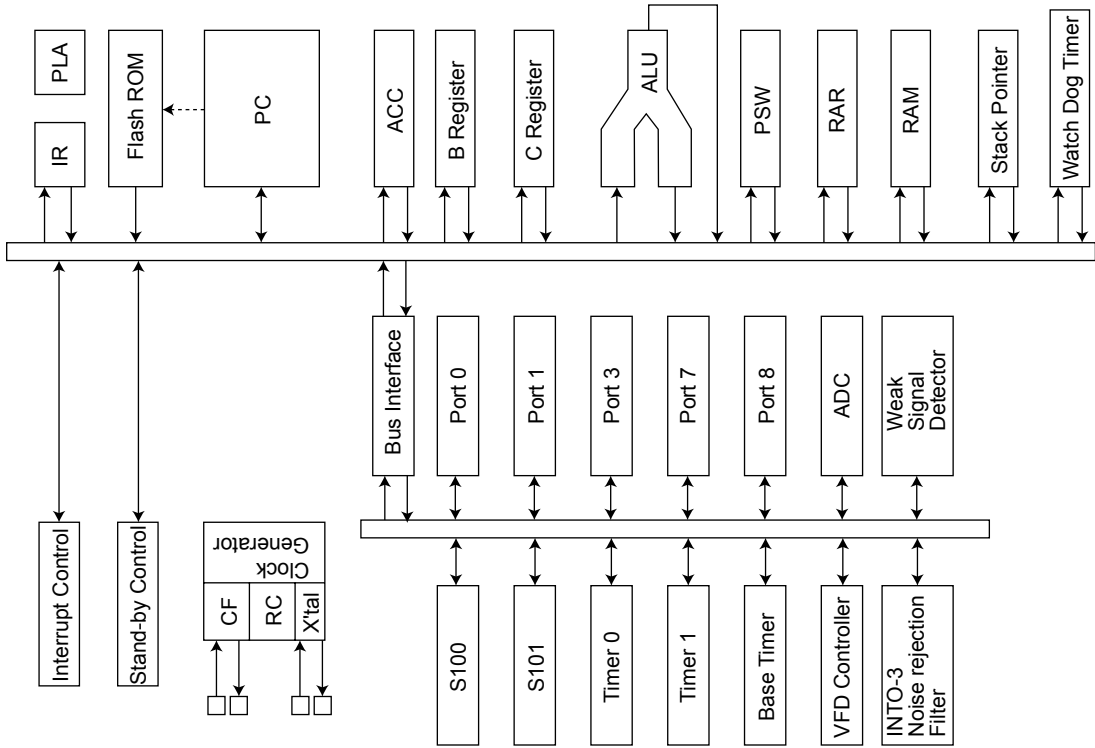 Interrupt Control
Stand-by Control
CF
RC
X'tal
Clock
Generator
S100
S101
Timer 0
Timer 1
Base Timer
VFD Controller
INTO-3
Noise rejection
Filter
Bus Interface
Port 0
Port 1
Port 3
Port 7
Port 8
ADC
Weak
Signal
Detector
IR
PLA
Flash ROM
PC
ACC
B Register
C Register
ALU
PSW
RAR
RAM
Stack Pointer
Watch Dog Timer